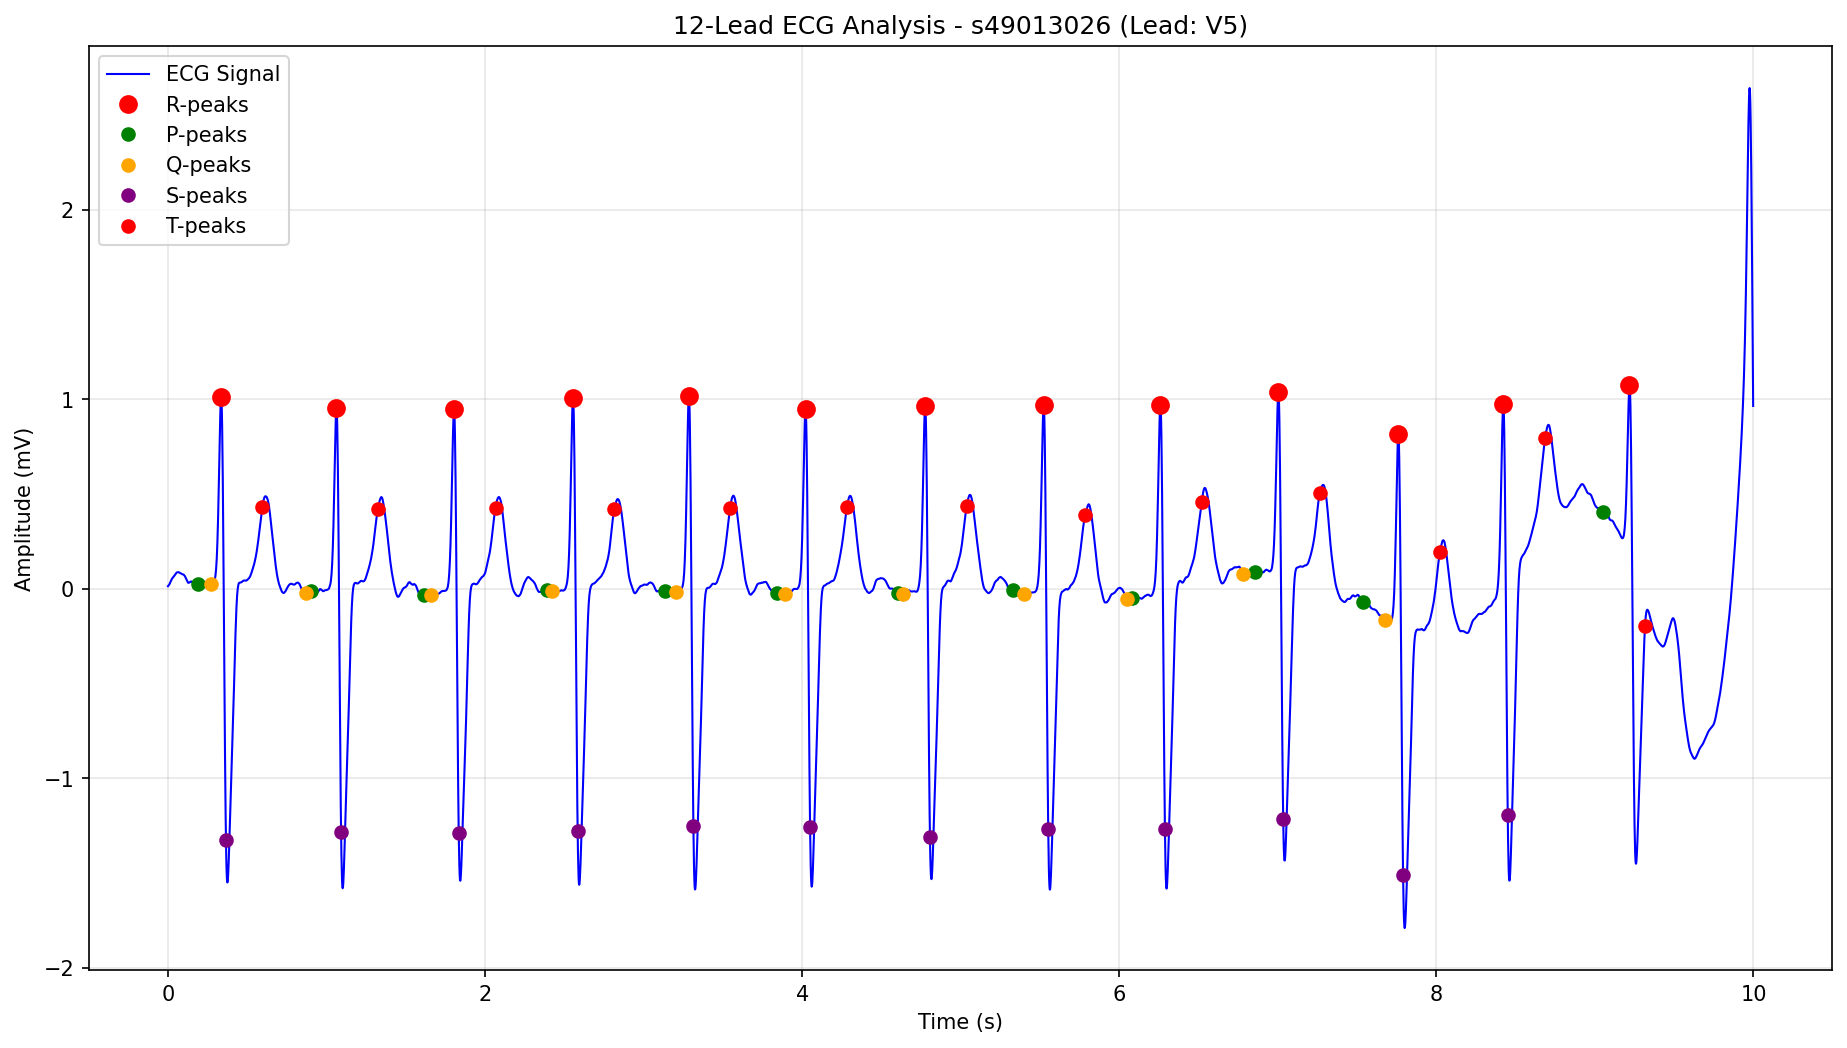 12-Lead ECG Analysis - s49013026 (Lead: V5)
ECG Signal
R-peaks
P-peaks
Q-peaks
S-peaks
T-peaks
Amplitude (mV)
2
1
0
−1
−2
0 2 4 6 8 10
Time (s)